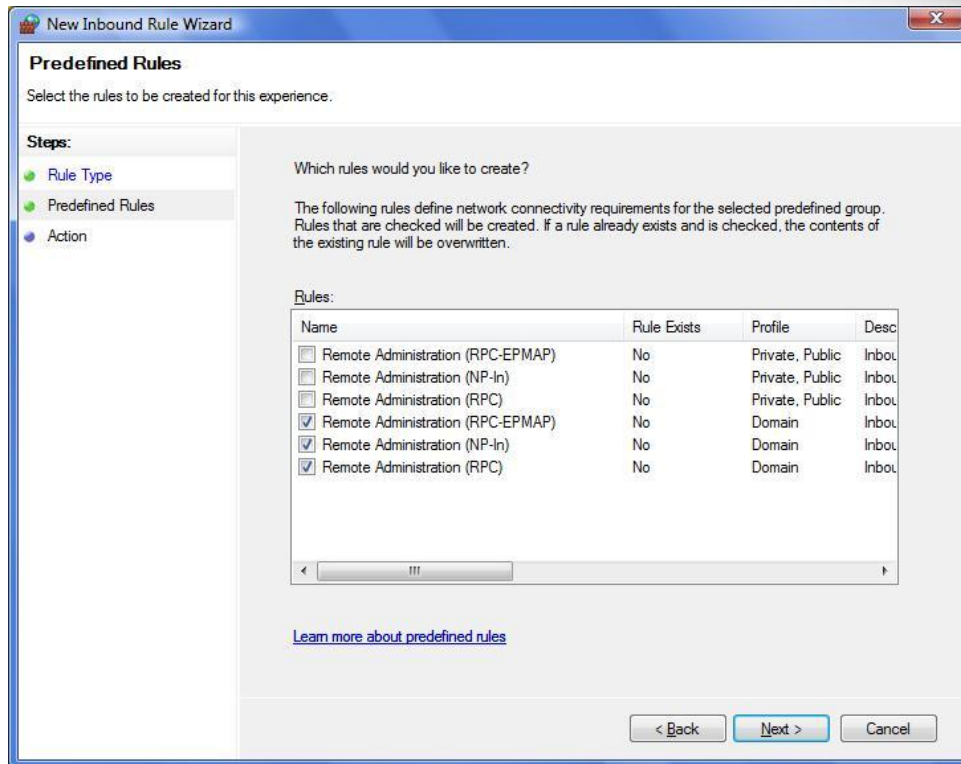 New Inbound Rule Wizard
Predefined Rules
Select the rules to be created for this experience.
Steps:
Rule Type
Predefined Rules
Action
Which rules would you like to create?
The following rules define network connectivity requirements for the selected predefined group.
Rules that are checked will be created. If a rule already exists and is checked, the contents of
the existing rule will be overwritten.
Rules:
Name Rule Exists Profile Desc
Remote Administration (RPC-EPMAP) No Private, Public Inbou
Remote Administration (NP-In) No Private, Public Inbou
Remote Administration (RPC) No Private, Public Inbou
Remote Administration (RPC-EPMAP) No Domain Inbou
Remote Administration (NP-In) No Domain Inbou
Remote Administration (RPC) No Domain Inbou
Learn more about predefined rules
< Back Next > Cancel